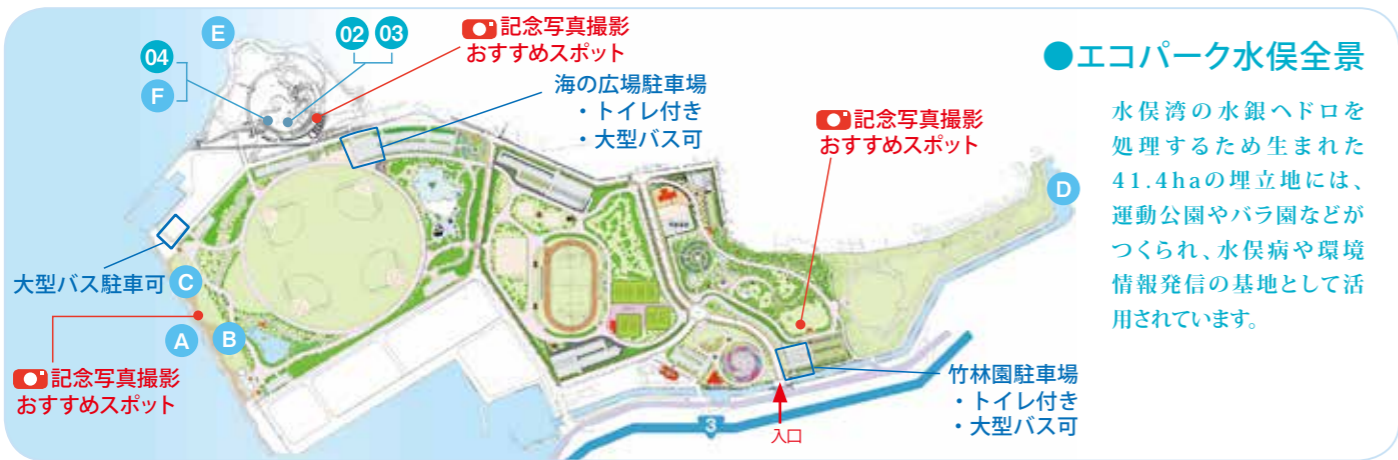 E
04
F
02 03
記念写真撮影
おすすめスポット
海の広場駐車場
・トイレ付き
・大型バス可
記念写真撮影
おすすめスポット
D
大型バス駐車可
C
A
B
記念写真撮影
おすすめスポット
竹林園駐車場
・トイレ付き
・大型バス可
入口
3
●エコパーク水俣全景
水俣湾の水銀ヘドロを
処理するため生まれた
41.4haの埋立地には、
運動公園やバラ園などが
つくられ、水俣病や環境
情報発信の基地として活
用されています。